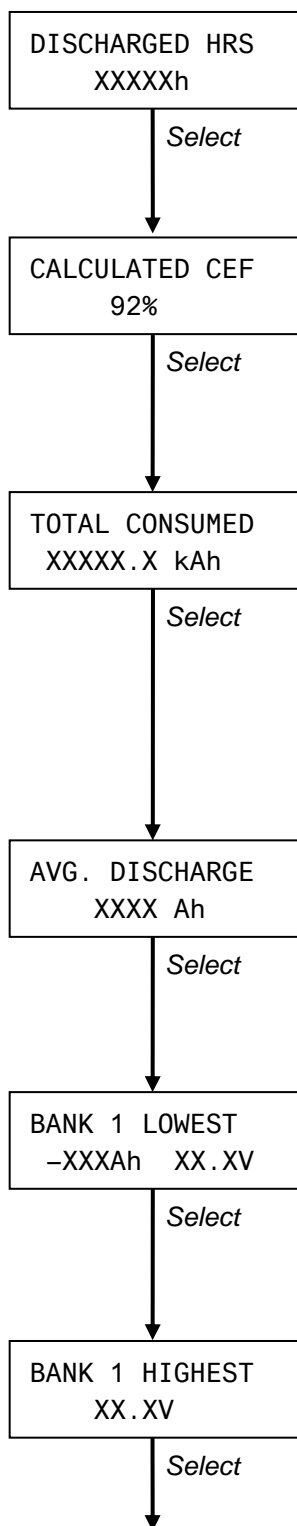 DISCHARGED HRS
XXXXXh
Select
CALCULATED CEF
92%
Select
TOTAL CONSUMED
XXXXX.X kAh
Select
AVG. DISCHARGE
XXXX Ah
Select
BANK 1 LOWEST
–XXXAh XX.XV
Select
BANK 1 HIGHEST
XX.XV
Select